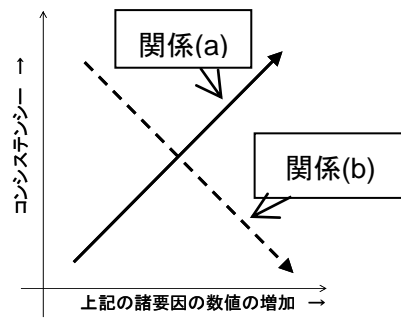 関係(a)
関係(b)
コンシステンシー →
上記の諸要因の数値の増加 →